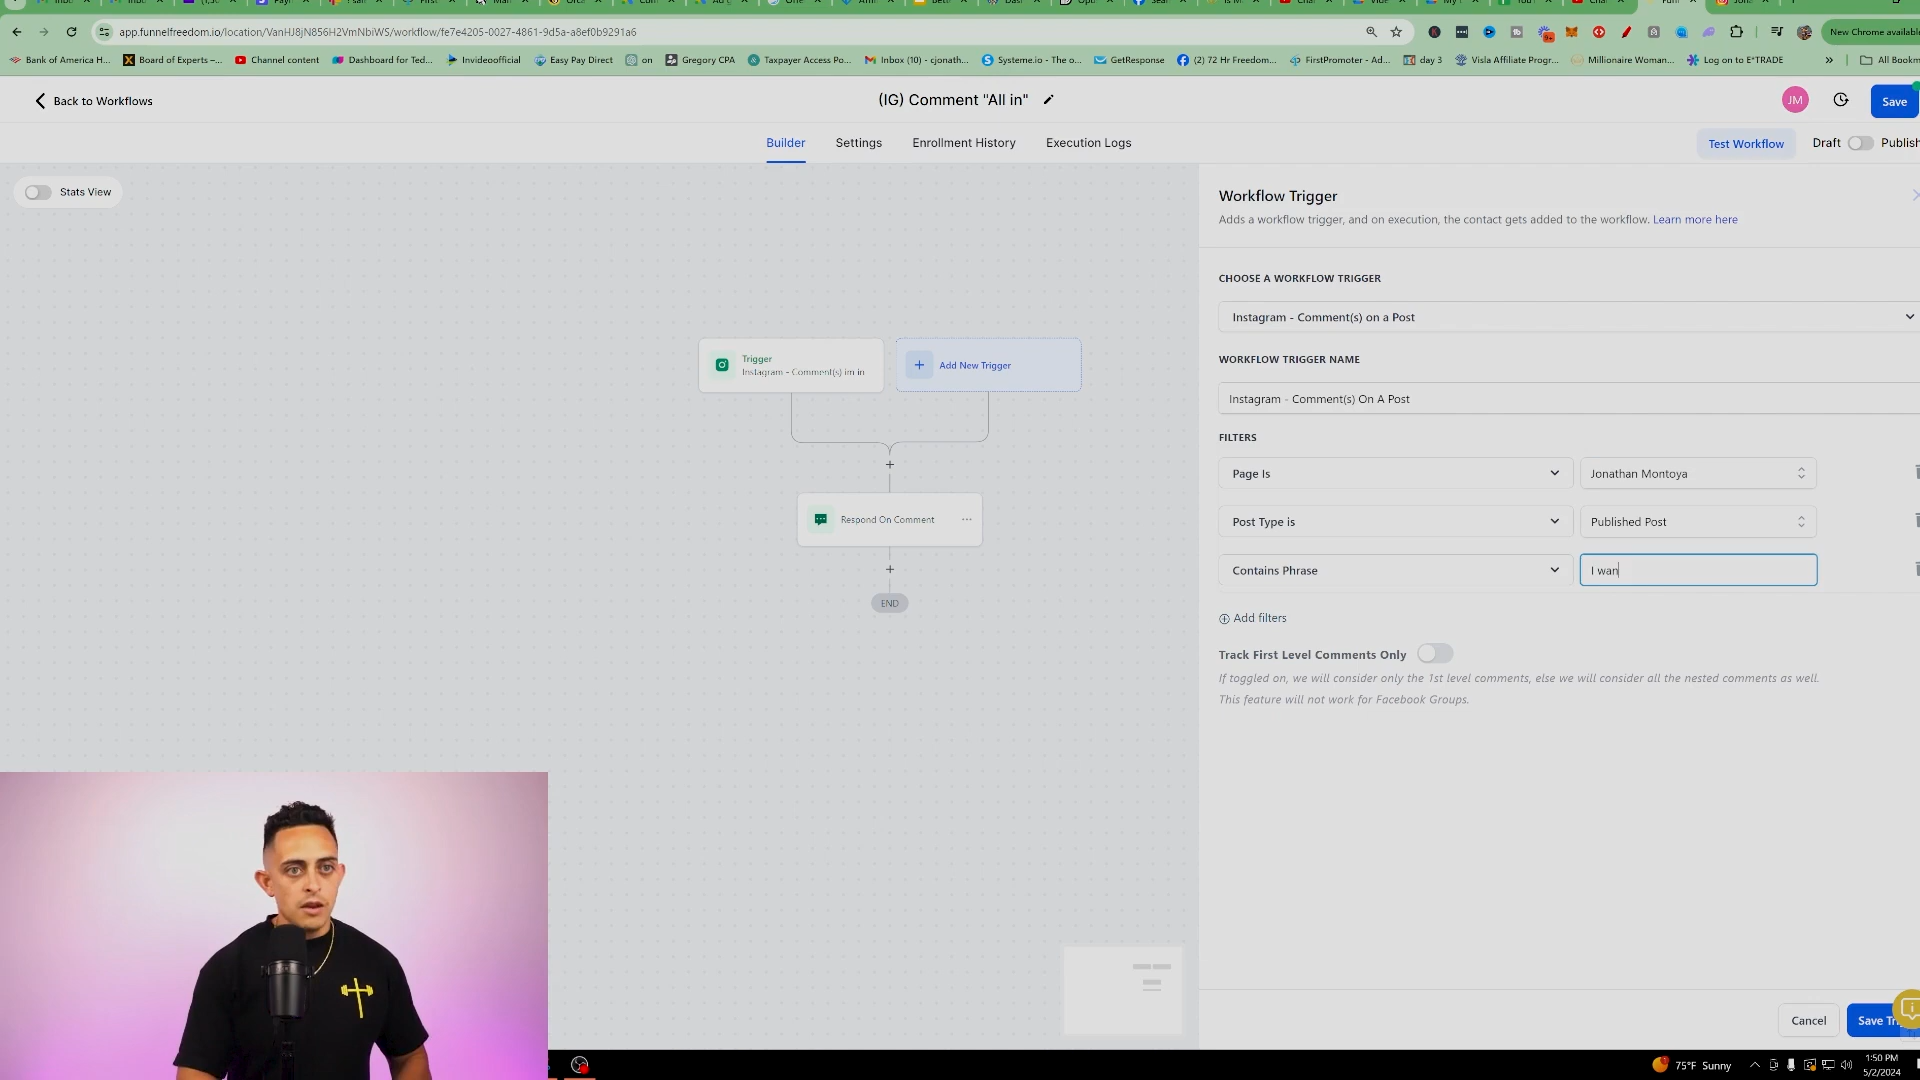 app.funnelfreedom.io/location/VanHJ8jN856H2VmNbiWS/workflow/fe7e4205-0027-4861-9d5a-a8ef0b9291a6
New Chrome available
Bank of America H... Board of Experts –... Channel content Dashboard for Ted... Invideoofficial Easy Pay Direct on Gregory CPA Taxpayer Access Po... Inbox (10) - cjonath... Systeme.io - The o... GetResponse (2) 72 Hr Freedom... FirstPromoter - Ad... day 3 Visla Affiliate Progr... Millionaire Woman... Log on to E*TRADE » All Bookm
Back to Workflows
(IG) Comment "All in"
JM
Save
Builder
Settings
Enrollment History
Execution Logs
Test Workflow
Draft
Publish
Stats View
Workflow Trigger
Adds a workflow trigger, and on execution, the contact gets added to the workflow. Learn more here
CHOOSE A WORKFLOW TRIGGER
Instagram - Comment(s) on a Post
WORKFLOW TRIGGER NAME
Instagram - Comment(s) On A Post
FILTERS
Page Is
Jonathan Montoya
Post Type is
Published Post
Contains Phrase
I wan
Add filters
Track First Level Comments Only
If toggled on, we will consider only the 1st level comments, else we will consider all the nested comments as well.
This feature will not work for Facebook Groups.
Trigger
Instagram - Comment(s) im in
Add New Trigger
Respond On Comment
END
Cancel
Save Tri
75°F Sunny
1:50 PM
5/2/2024